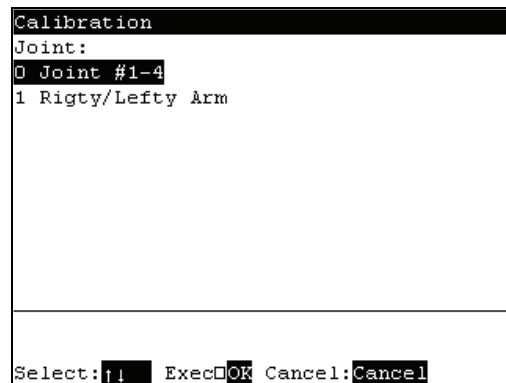 Calibration
Joint:
0 Joint #1-4
1 Rigty/Lefty Arm
Select:↑↓ Exec□OK Cancel:Cancel